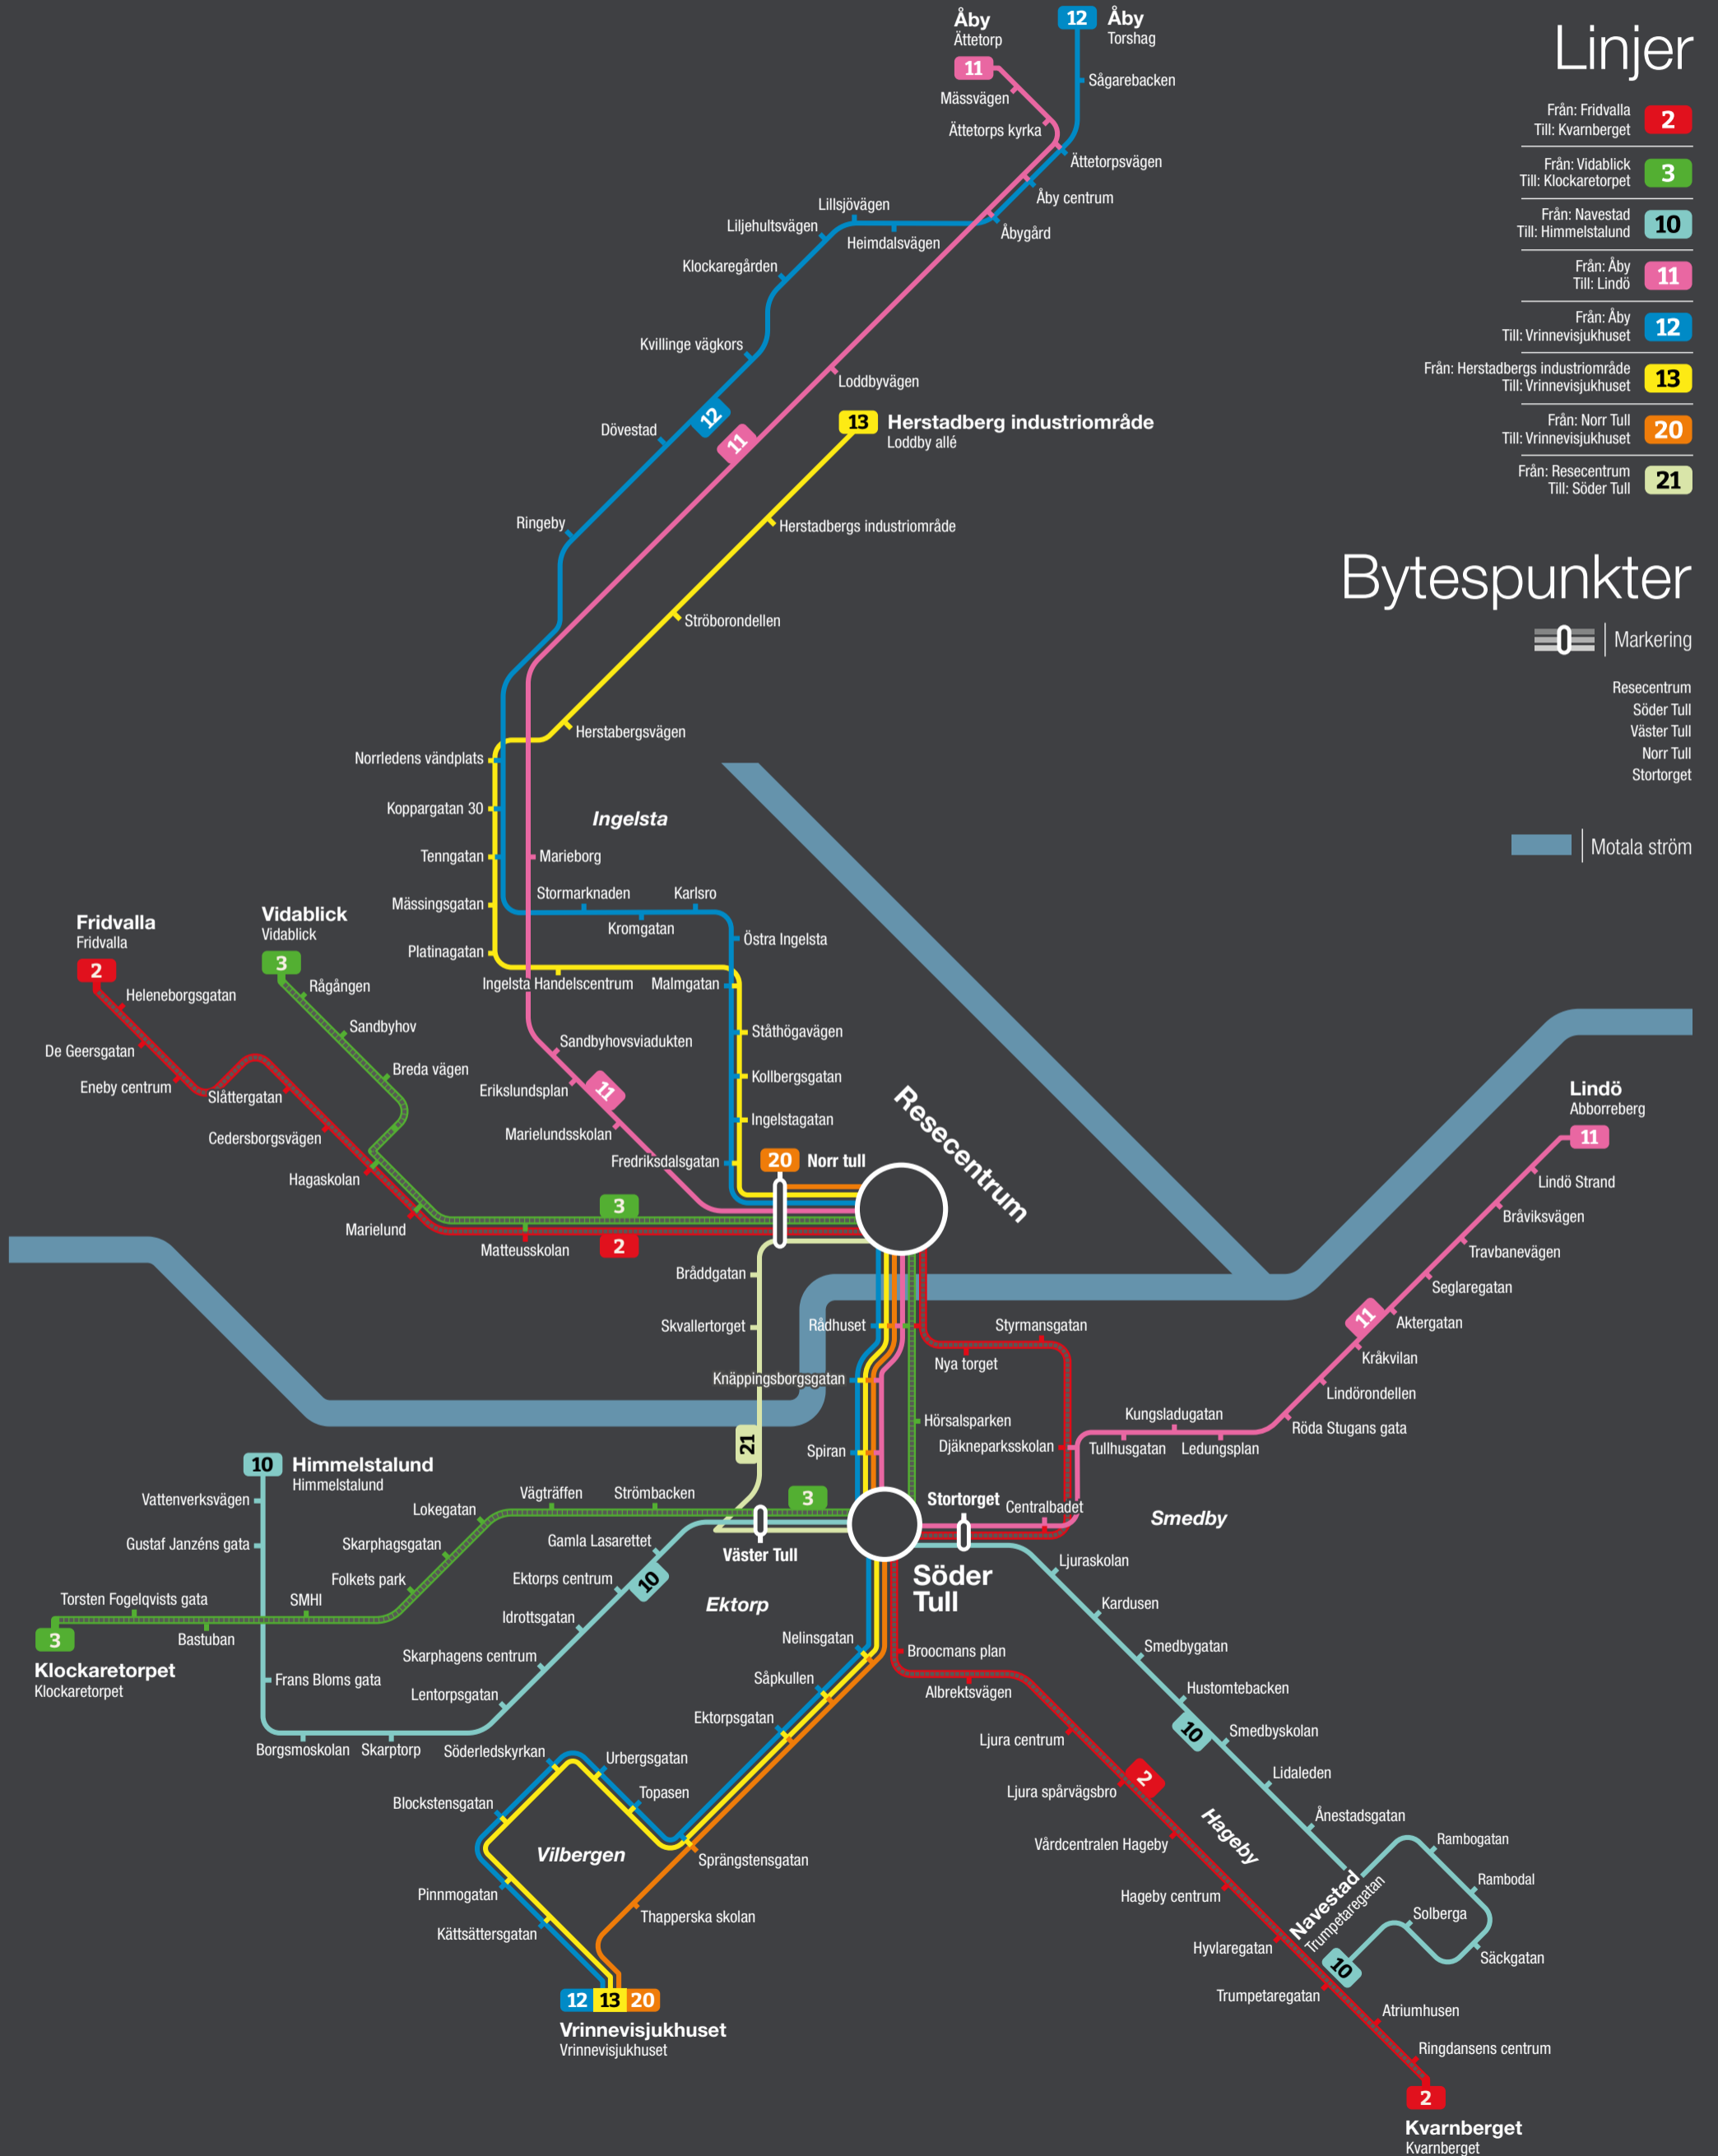 Linjer
Från: Fridvalla
Till: Kvarnberget
2
Från: Vidablick
Till: Klockaretorpet
3
Från: Navestad
Till: Himmelstalund
10
Från: Åby
Till: Lindö
11
Från: Åby
Till: Vrinnevisjukhuset
12
Från: Herstadbergs industriområde
Till: Vrinnevisjukhuset
13
Från: Norr Tull
Till: Vrinnevisjukhuset
20
Från: Resecentrum
Till: Söder Tull
21
Bytespunkter
Markering
Resecentrum
Söder Tull
Väster Tull
Norr Tull
Stortorget
Motala ström
Åby
Ättetorp
11
12
Åby
Torshag
Sågarebacken
Mässvägen
Ättetorps kyrka
Ättetorpsvägen
Åby centrum
Åbygård
Lillsjövägen
Liljehultsvägen
Heimdalsvägen
Klockaregården
Kvillinge vägkors
Loddbyvägen
12
11
Dövestad
13
Herstadberg industriområde
Loddby allé
Ringeby
Herstadbergs industriområde
Ströborondellen
Herstabergsvägen
Norrledens vändplats
Koppargatan 30
Ingelsta
Tenngatan
Marieborg
Mässingsgatan
Stormarknaden
Karlsro
Kromgatan
Östra Ingelsta
Platinagatan
Ingelsta Handelscentrum
Malmgatan
Ståthögavägen
Kollbergsgatan
Ingelstagatan
Fredriksdalsgatan
Sandbyhovsviadukten
Erikslundsplan
11
Marielundsskolan
Fridvalla
Fridvalla
2
Heleneborgsgatan
De Geersgatan
Eneby centrum
Slåttergatan
Cedersborgsvägen
Hagaskolan
Marielund
Matteusskolan
Vidablick
Vidablick
3
Rågången
Sandbyhov
Breda vägen
3
2
20
Norr tull
Resecentrum
Bråddgatan
Skvallertorget
21
Rådhuset
Knäppingsborgsgatan
Spiran
Hörsalsparken
Styrmansgatan
Nya torget
Djäkneparksskolan
Centralbadet
Stortorget
Lindö
Abborreberg
11
Lindö Strand
Bråviksvägen
Travbanevägen
Seglaregatan
11
Aktergatan
Kråkvilan
Lindörondellen
Röda Stugans gata
Kungsladugatan
Tullhusgatan
Ledungsplan
Smedby
10
Himmelstalund
Himmelstalund
Vattenverksvägen
Gustaf Janzéns gata
Lokegatan
Vägträffen
Strömbacken
3
Skarphagsgatan
Folkets park
SMHI
Torsten Fogelqvists gata
Bastuban
3
Klockaretorpet
Klockaretorpet
Gamla Lasarettet
Ektorps centrum
10
Idrottsgatan
Skarphagens centrum
Lentorpsgatan
Frans Bloms gata
Borgsmoskolan
Skarptorp
Väster Tull
Ektorp
Söder
Tull
Nelinsgatan
Såpkullen
Ektorpsgatan
Söderledskyrkan
Urbergsgatan
Topasen
Blockstensgatan
Vilbergen
Sprängstensgatan
Pinnmogatan
Kättsättersgatan
Thapperska skolan
12
13
20
Vrinnevisjukhuset
Vrinnevisjukhuset
Broocmans plan
Albrektsvägen
Ljura centrum
2
Ljura spårvägsbro
Vårdcentralen Hageby
Hageby
Hageby centrum
Hyvlaregatan
Trumpetaregatan
Atriumhusen
Ringdansens centrum
2
Kvarnberget
Kvarnberget
Ljuraskolan
Kardusen
Smedbygatan
Hustomtebacken
10
Smedbyskolan
Lidaleden
Ånestadsgatan
Navestad
Trumpetaregatan
Rambogatan
Rambodal
Solberga
Säckgatan
10